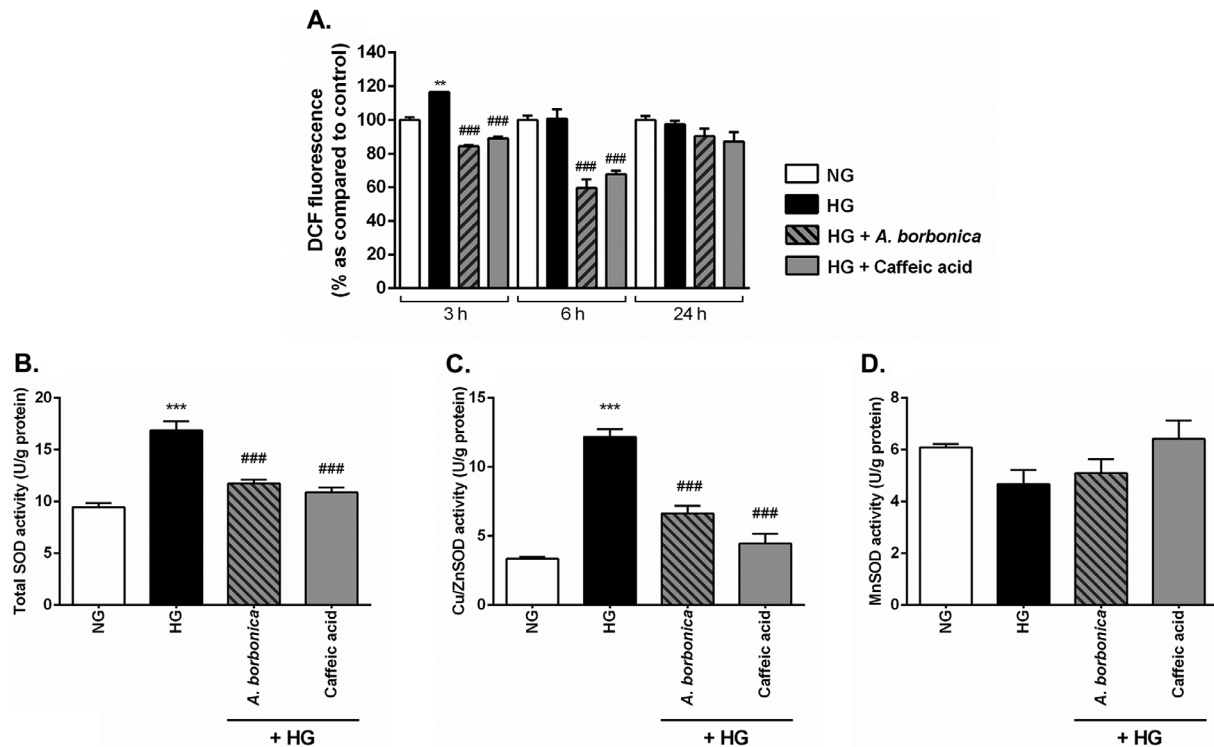 A.
DCF fluorescence
(% as compared to control)
140
120
100
80
60
40
20
0
**
###
###
###
###
3 h
6 h
24 h
NG
HG
HG + A. borbonica
HG + Caffeic acid
B.
Total SOD activity (U/g protein)
20
15
10
5
0
***
###
###
NG
HG
A. borbonica
Caffeic acid
+ HG
C.
Cu/ZnSOD activity (U/g protein)
15
10
5
0
***
###
###
NG
HG
A. borbonica
Caffeic acid
+ HG
D.
MnSOD activity (U/g protein)
8
6
4
2
0
NG
HG
A. borbonica
Caffeic acid
+ HG